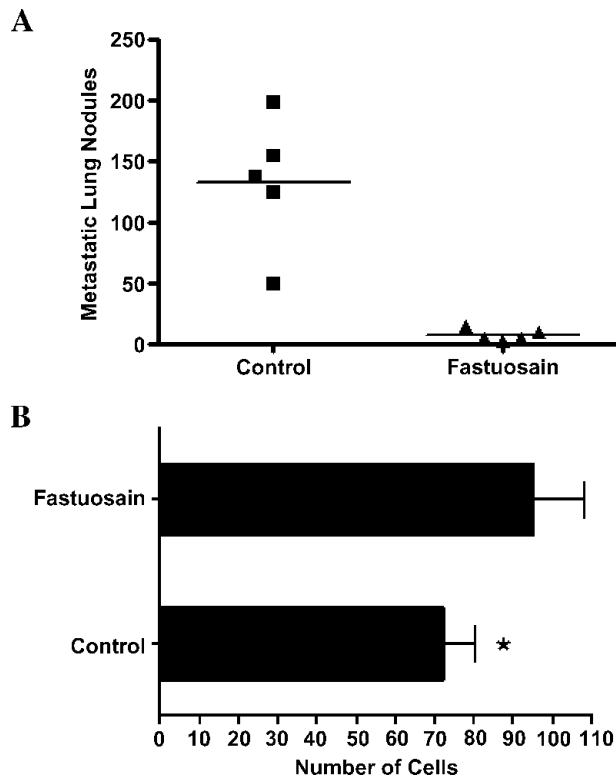 A
Metastatic Lung Nodules
250
200
150
100
50
0
Control Fastuosain
B
Fastuosain
Control
*
0 10 20 30 40 50 60 70 80 90 100 110
Number of Cells